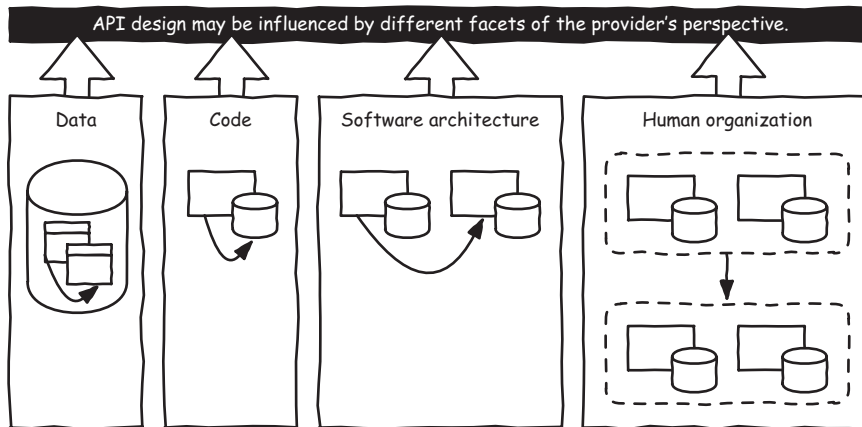 API design may be influenced by different facets of the provider's perspective.
Data
Code
Software architecture
Human organization